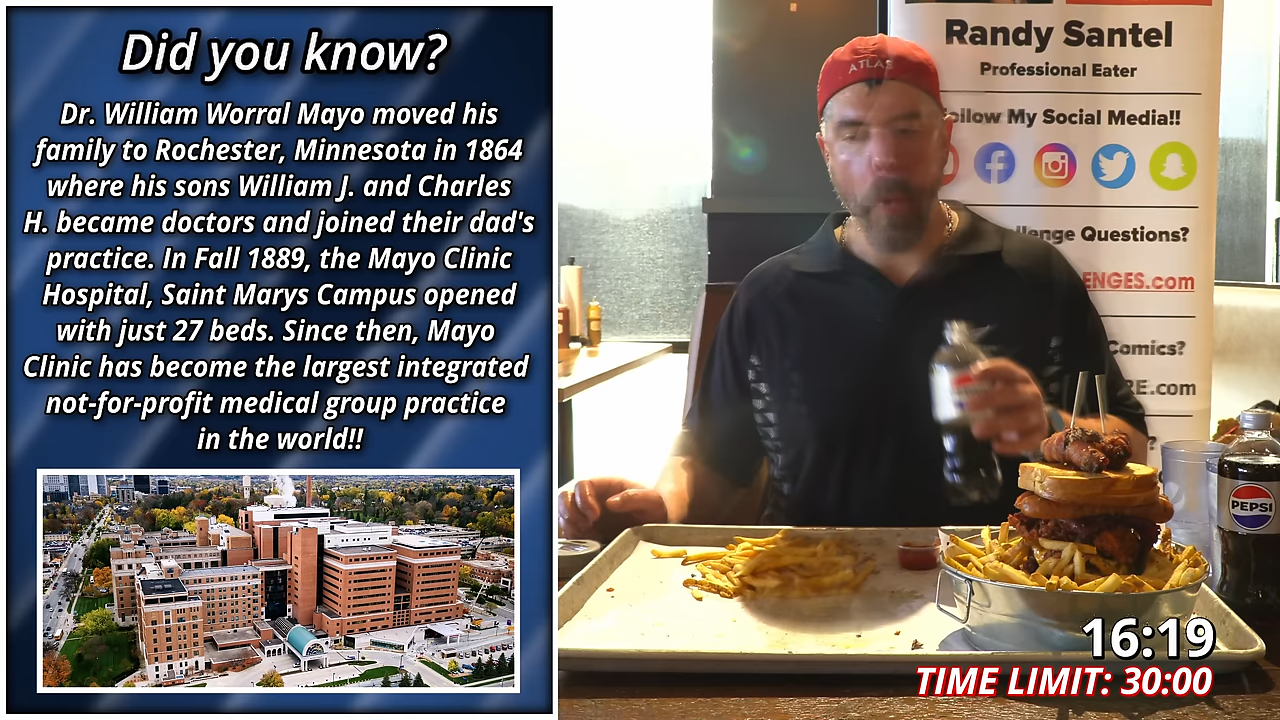 Did you know?
Dr. William Worral Mayo moved his
family to Rochester, Minnesota in 1864
where his sons William J. and Charles
H. became doctors and joined their dad's
practice. In Fall 1889, the Mayo Clinic
Hospital, Saint Marys Campus opened
with just 27 beds. Since then, Mayo
Clinic has become the largest integrated
not-for-profit medical group practice
in the world!!
Randy Santel
Professional Eater
ATLAS
ollow My Social Media!!
llenge Questions?
ENGES.com
Comics?
RE.com
?
PEPSI
16:19
TIME LIMIT: 30:00